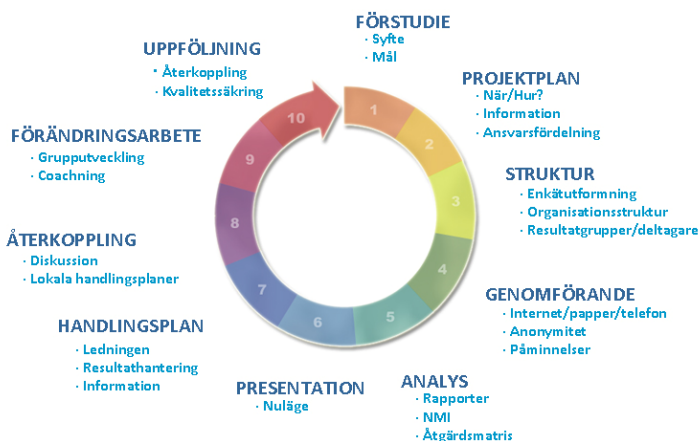 FÖRSTUDIE
· Syfte
· Mål
PROJEKTPLAN
· När/Hur?
· Information
· Ansvarsfördelning
STRUKTUR
· Enkätutformning
· Organisationsstruktur
· Resultatgrupper/deltagare
GENOMFÖRANDE
· Internet/papper/telefon
· Anonymitet
· Påminnelser
ANALYS
· Rapporter
· NMI
· Åtgärdsmatris
PRESENTATION
· Nuläge
HANDLINGSPLAN
· Ledningen
· Resultathantering
· Information
ÅTERKOPPLING
· Diskussion
· Lokala handlingsplaner
FÖRÄNDRINGSARBETE
· Grupputveckling
· Coachning
UPPFÖLJNING
· Återkoppling
· Kvalitetssäkring
1
2
3
4
5
6
7
8
9
10